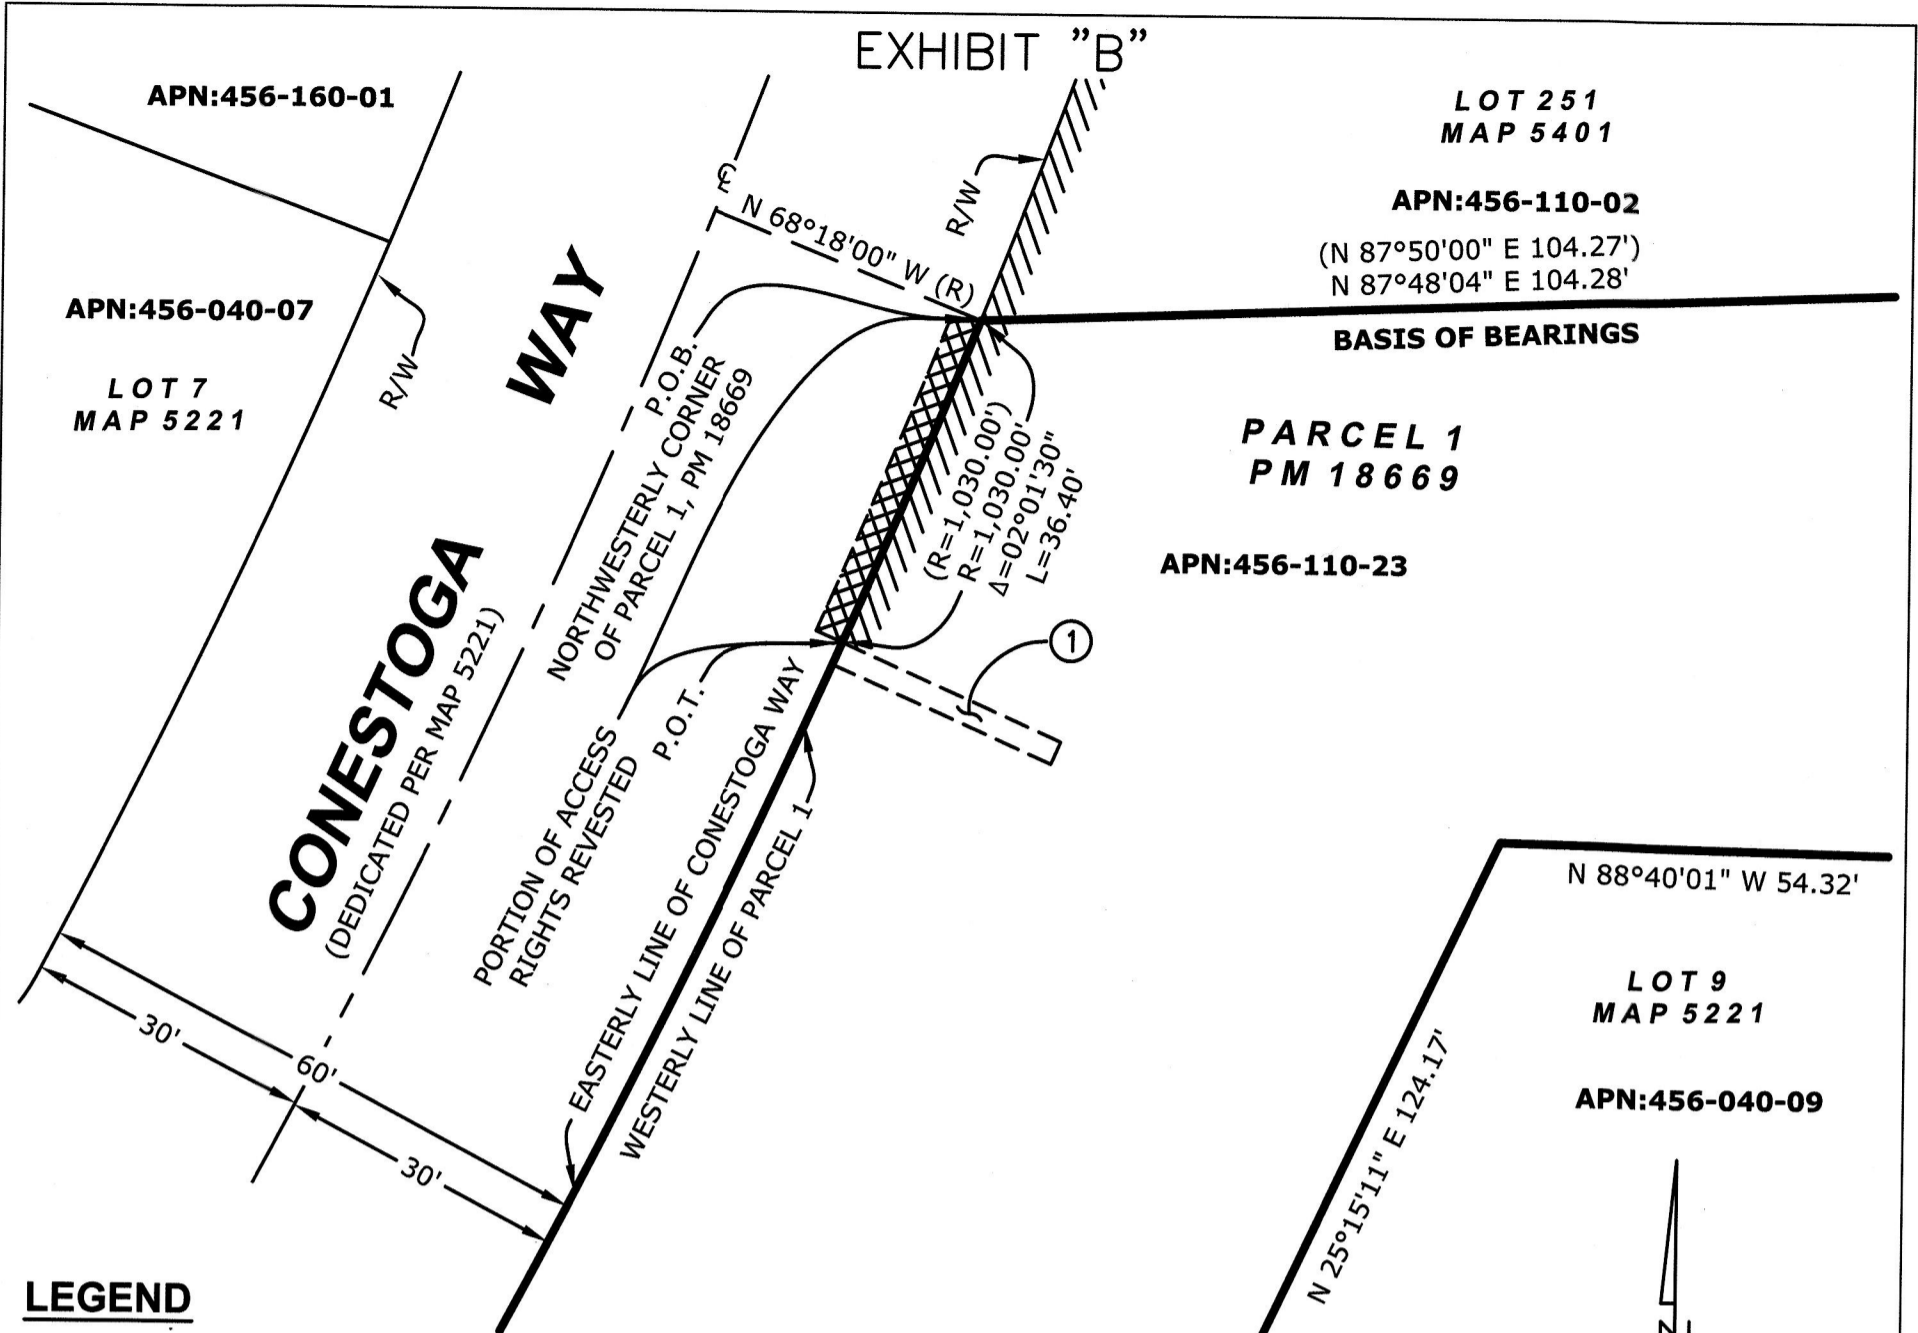 EXHIBIT "B"
APN:456-160-01
LOT 251
MAP 5401
APN:456-110-02
(N 87°50'00" E 104.27')
N 87°48'04" E 104.28'
BASIS OF BEARINGS
℄
N 68°18'00" W (R)
R/W
APN:456-040-07
LOT 7
MAP 5221
R/W
CONESTOGA WAY
(DEDICATED PER MAP 5221)
P.O.B.
NORTHWESTERLY CORNER
OF PARCEL 1, PM 18669
(R=1,030.00')
R=1,030.00'
Δ=02°01'30"
L=36.40'
PARCEL 1
PM 18669
APN:456-110-23
1
PORTION OF ACCESS
RIGHTS REVESTED
P.O.T.
EASTERLY LINE OF CONESTOGA WAY
WESTERLY LINE OF PARCEL 1
N 88°40'01" W 54.32'
LOT 9
MAP 5221
APN:456-040-09
N 25°15'11" E 124.17'
30'
60'
30'
LEGEND